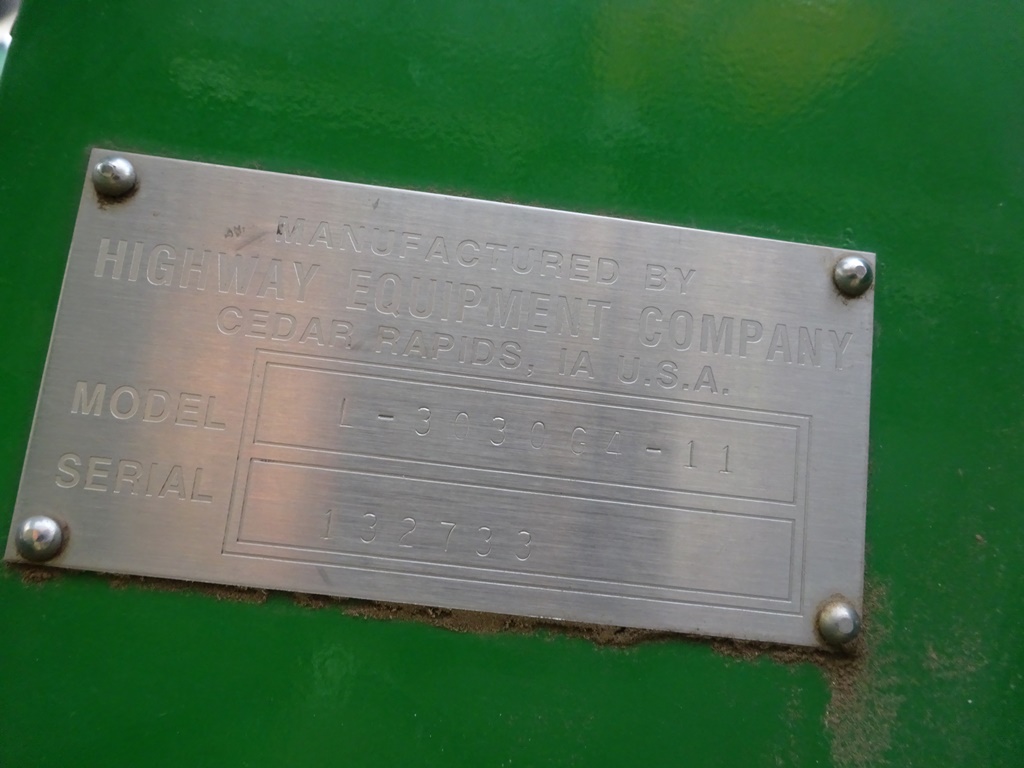 MANUFACTURED BY
HIGHWAY EQUIPMENT COMPANY
CEDAR RAPIDS, IA U.S.A.
MODEL L-3030G4-11
SERIAL 132733